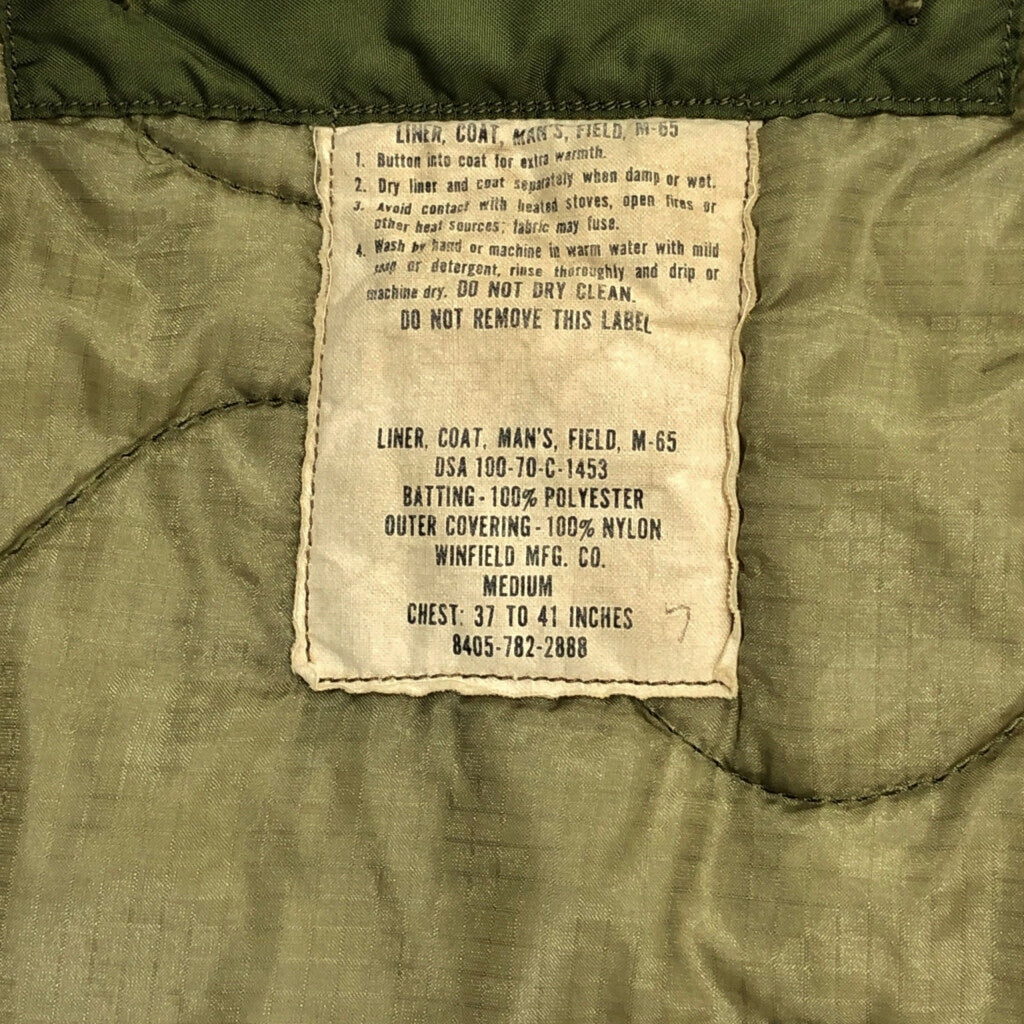 LINER, COAT, MAN'S, FIELD, M-65
1. Button into coat for extra warmth.
2. Dry liner and coat separately when damp or wet.
3. Avoid contact with heated stoves, open fires or
other heat sources; fabric may fuse.
4. Wash by hand or machine in warm water with mild
soap or detergent, rinse thoroughly and drip or
machine dry. DO NOT DRY CLEAN.
DO NOT REMOVE THIS LABEL
LINER, COAT, MAN'S, FIELD, M-65
DSA 100-70-C-1453
BATTING - 100% POLYESTER
OUTER COVERING - 100% NYLON
WINFIELD MFG. CO.
MEDIUM
CHEST: 37 TO 41 INCHES
7
8405-782-2888